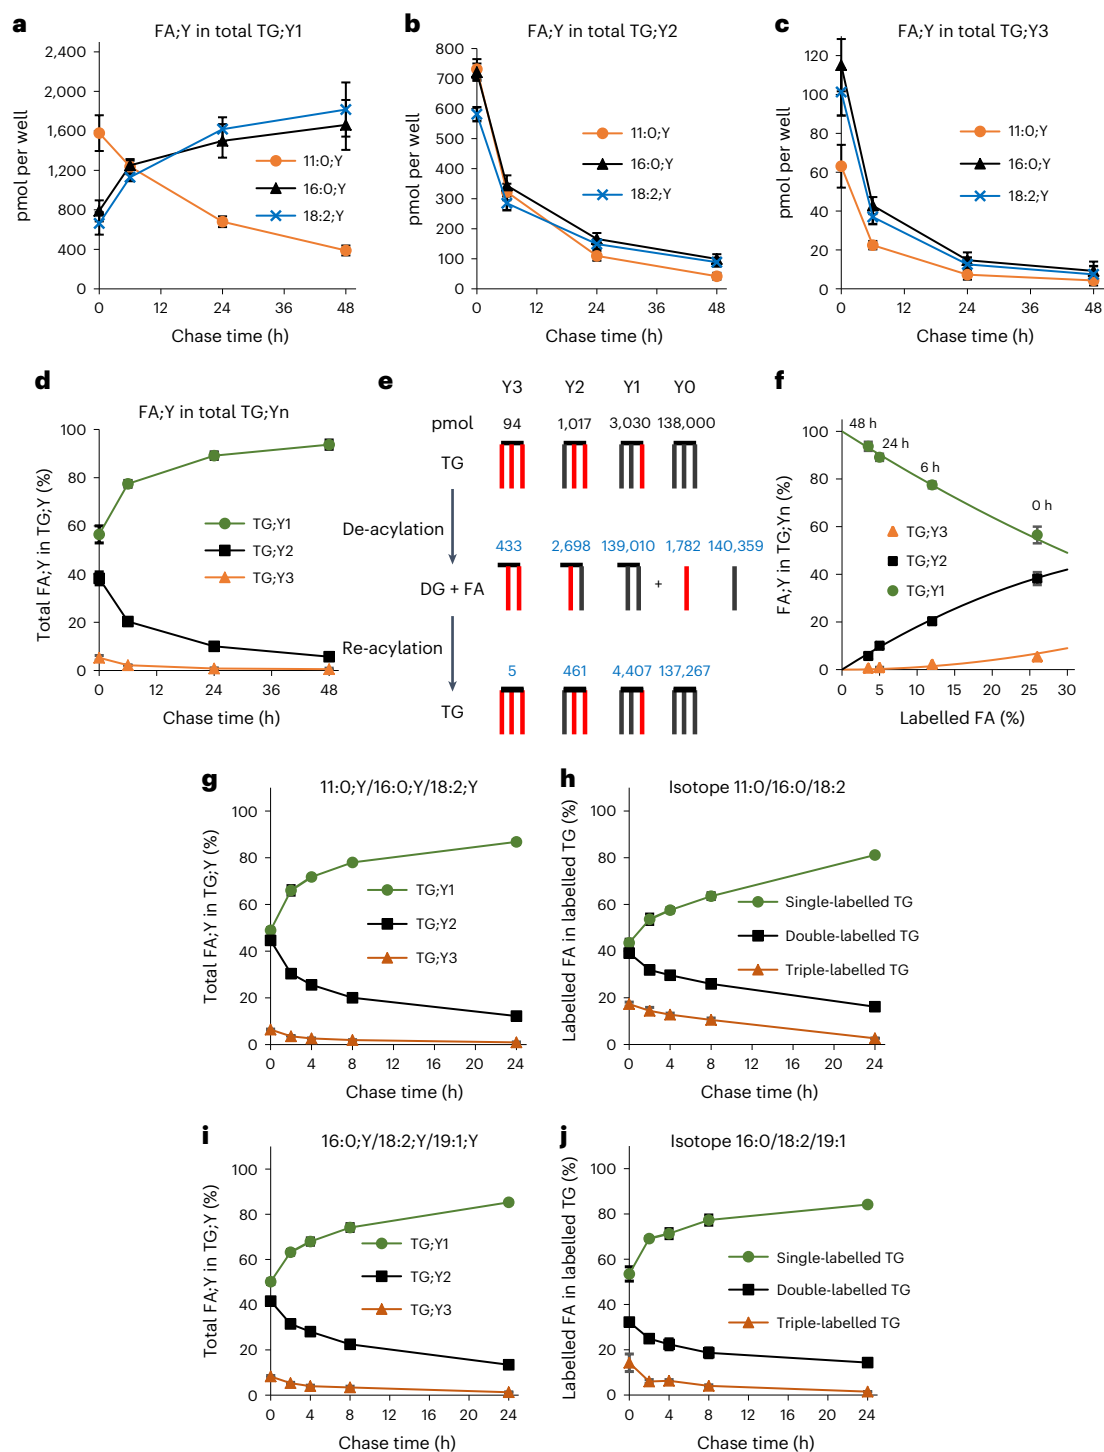 a FA;Y in total TG;Y1
2,400
2,000
1,600
1,200
800
400
0
pmol per well
11:0;Y
16:0;Y
18:2;Y
0 12 24 36 48
Chase time (h)
b FA;Y in total TG;Y2
800
700
600
500
400
300
200
100
0
pmol per well
11:0;Y
16:0;Y
18:2;Y
0 12 24 36 48
Chase time (h)
c FA;Y in total TG;Y3
120
100
80
60
40
20
0
pmol per well
11:0;Y
16:0;Y
18:2;Y
0 12 24 36 48
Chase time (h)
d FA;Y in total TG;Yn
100
80
60
40
20
0
Total FA;Y in TG;Y (%)
TG;Y1
TG;Y2
TG;Y3
0 12 24 36 48
Chase time (h)
e Y3 Y2 Y1 Y0
pmol 94 1,017 3,030 138,000
TG
De-acylation
433 2,698 139,010 1,782 140,359
DG + FA +
Re-acylation
5 461 4,407 137,267
TG
f
100
80
60
40
20
0
FA;Y in TG;Yn (%)
48 h
24 h
6 h
0 h
TG;Y3
TG;Y2
TG;Y1
0 5 10 15 20 25 30
Labelled FA (%)
g 11:0;Y/16:0;Y/18:2;Y
100
80
60
40
20
0
Total FA;Y in TG;Y (%)
TG;Y1
TG;Y2
TG;Y3
0 4 8 12 16 20 24
Chase time (h)
h Isotope 11:0/16:0/18:2
100
80
60
40
20
0
Labelled FA in labelled TG (%)
Single-labelled TG
Double-labelled TG
Triple-labelled TG
0 4 8 12 16 20 24
Chase time (h)
i 16:0;Y/18:2;Y/19:1;Y
100
80
60
40
20
0
Total FA;Y in TG;Y (%)
TG;Y1
TG;Y2
TG;Y3
0 4 8 12 16 20 24
Chase time (h)
j Isotope 16:0/18:2/19:1
100
80
60
40
20
0
Labelled FA in labelled TG (%)
Single-labelled TG
Double-labelled TG
Triple-labelled TG
0 4 8 12 16 20 24
Chase time (h)